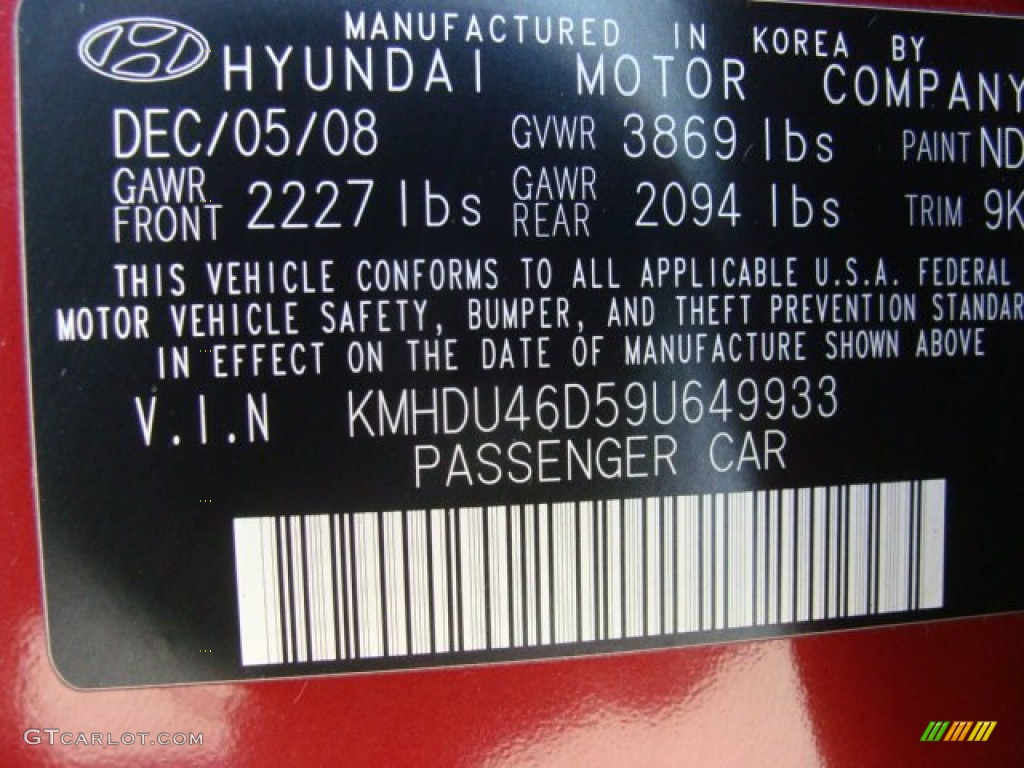 MANUFACTURED IN KOREA BY
HYUNDAI MOTOR COMPANY
DEC/05/08 GVWR 3869 lbs PAINT ND
GAWR FRONT 2227 lbs GAWR REAR 2094 lbs TRIM 9K
THIS VEHICLE CONFORMS TO ALL APPLICABLE U.S.A. FEDERAL
MOTOR VEHICLE SAFETY, BUMPER, AND THEFT PREVENTION STANDAR
IN EFFECT ON THE DATE OF MANUFACTURE SHOWN ABOVE
V.I.N KMHDU46D59U649933
PASSENGER CAR
GTCARLOT.COM